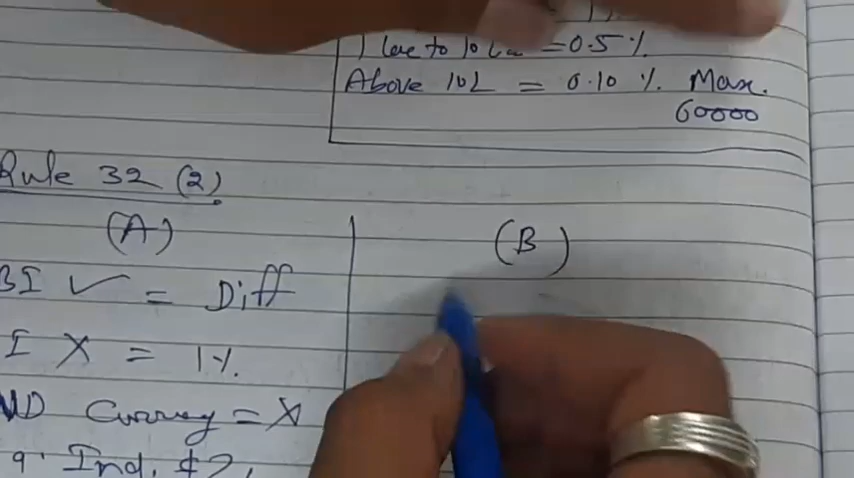 1 Lac to 10 Lac = 0.5 %
Above 10L = 0.10 %. Max.
60000
Rule 32 (2)
(A) (B)
BI ✓ = Diff
I X = 1%.
Currency = X
Ind.